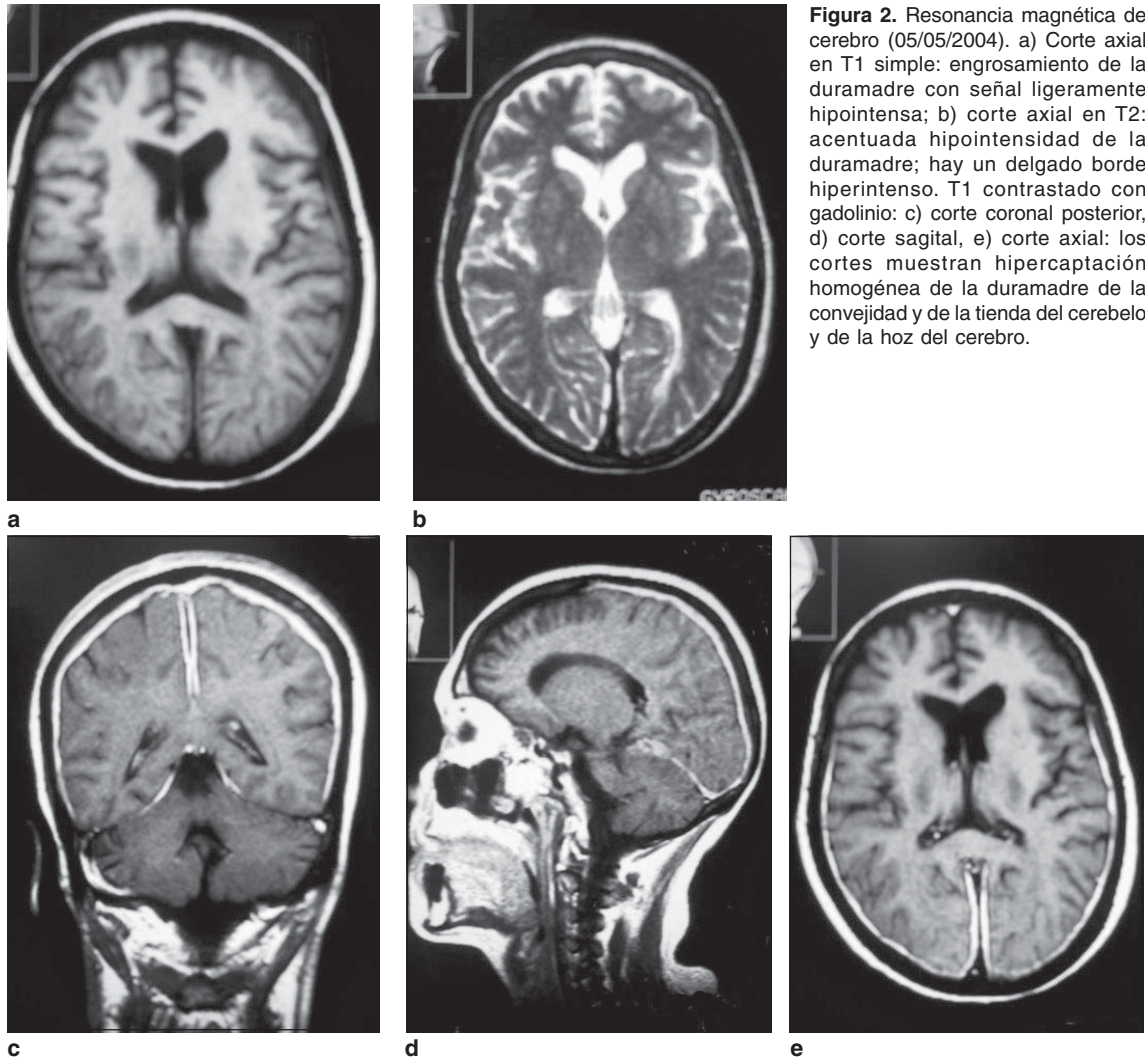 Figura 2. Resonancia magnética de
cerebro (05/05/2004). a) Corte axial
en T1 simple: engrosamiento de la
duramadre con señal ligeramente
hipointensa; b) corte axial en T2:
acentuada hipointensidad de la
duramadre; hay un delgado borde
hiperintenso. T1 contrastado con
gadolinio: c) corte coronal posterior,
d) corte sagital, e) corte axial: los
cortes muestran hipercaptación
homogénea de la duramadre de la
convejidad y de la tienda del cerebelo
y de la hoz del cerebro.
GYROSCA
a
b
c
d
e